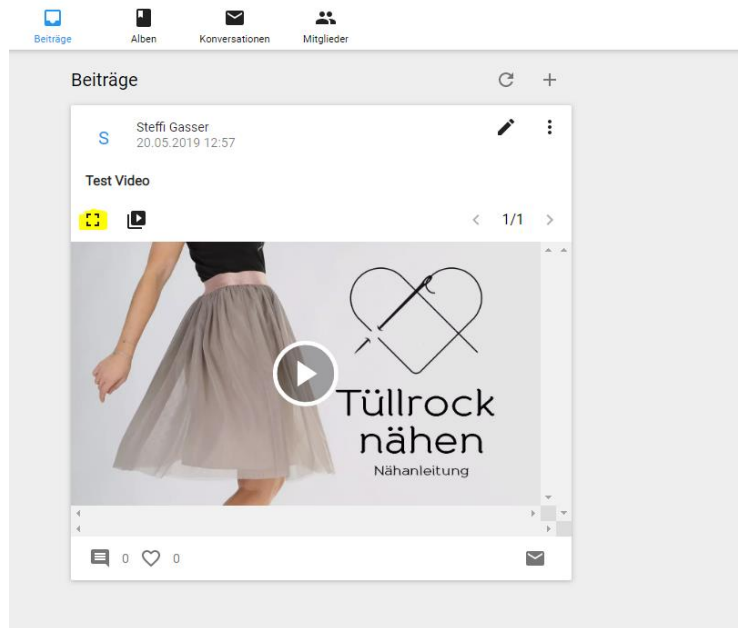 Beiträge
Alben
Konversationen
Mitglieder
Beiträge
S
Steffi Gasser
20.05.2019 12:57
Test Video
1/1
Tüllrock
nähen
Nähanleitung
0
0